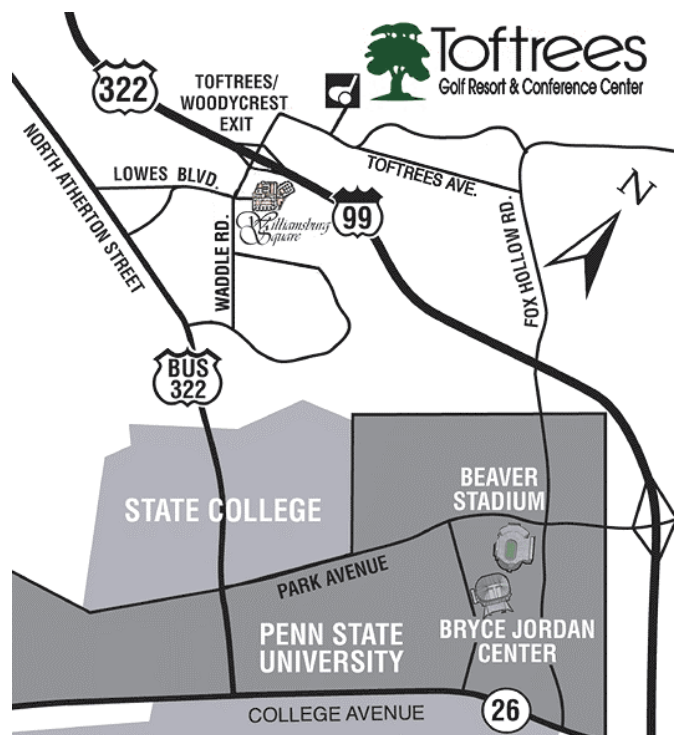 Toftrees
Golf Resort & Conference Center
322
TOFTREES/
WOODYCREST
EXIT
NORTH ATHERTON STREET
LOWES BLVD.
TOFTREES AVE.
N
99
Williamsburg
Square
WADDLE RD.
FOX HOLLOW RD.
BUS
322
BEAVER
STADIUM
STATE COLLEGE
PARK AVENUE
PENN STATE
UNIVERSITY
BRYCE JORDAN
CENTER
COLLEGE AVENUE
26